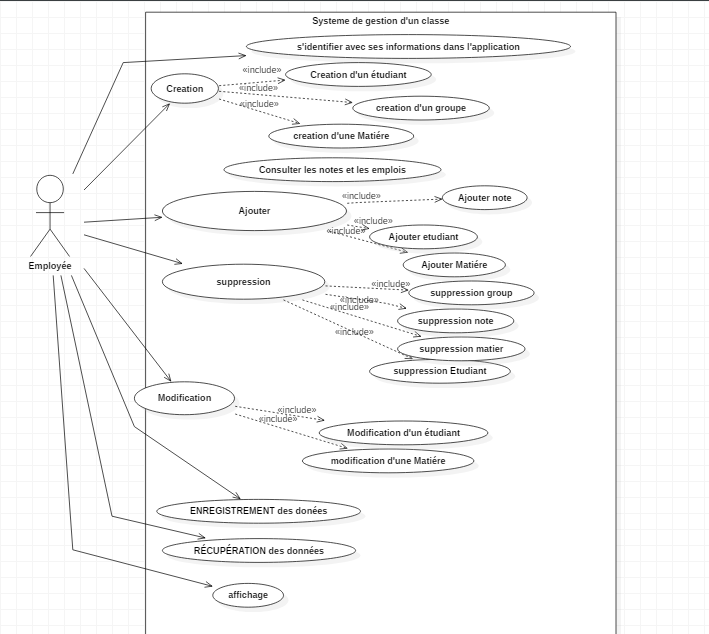 Systeme de gestion d'un classe
s'identifier avec ses informations dans l'application
«include»
Creation d'un étudiant
Creation
«include»
«include»
creation d'un groupe
creation d'une Matiére
Consulter les notes et les emplois
«include»
Ajouter note
Ajouter
«include»
«include»
Ajouter etudiant
Employée
Ajouter Matiére
suppression
«include»
suppression group
«include»
«include»
suppression note
«include»
suppression matier
suppression Etudiant
Modification
«include»
«include»
Modification d'un étudiant
modification d'une Matiére
ENREGISTREMENT des donées
RÉCUPÉRATION des données
affichage